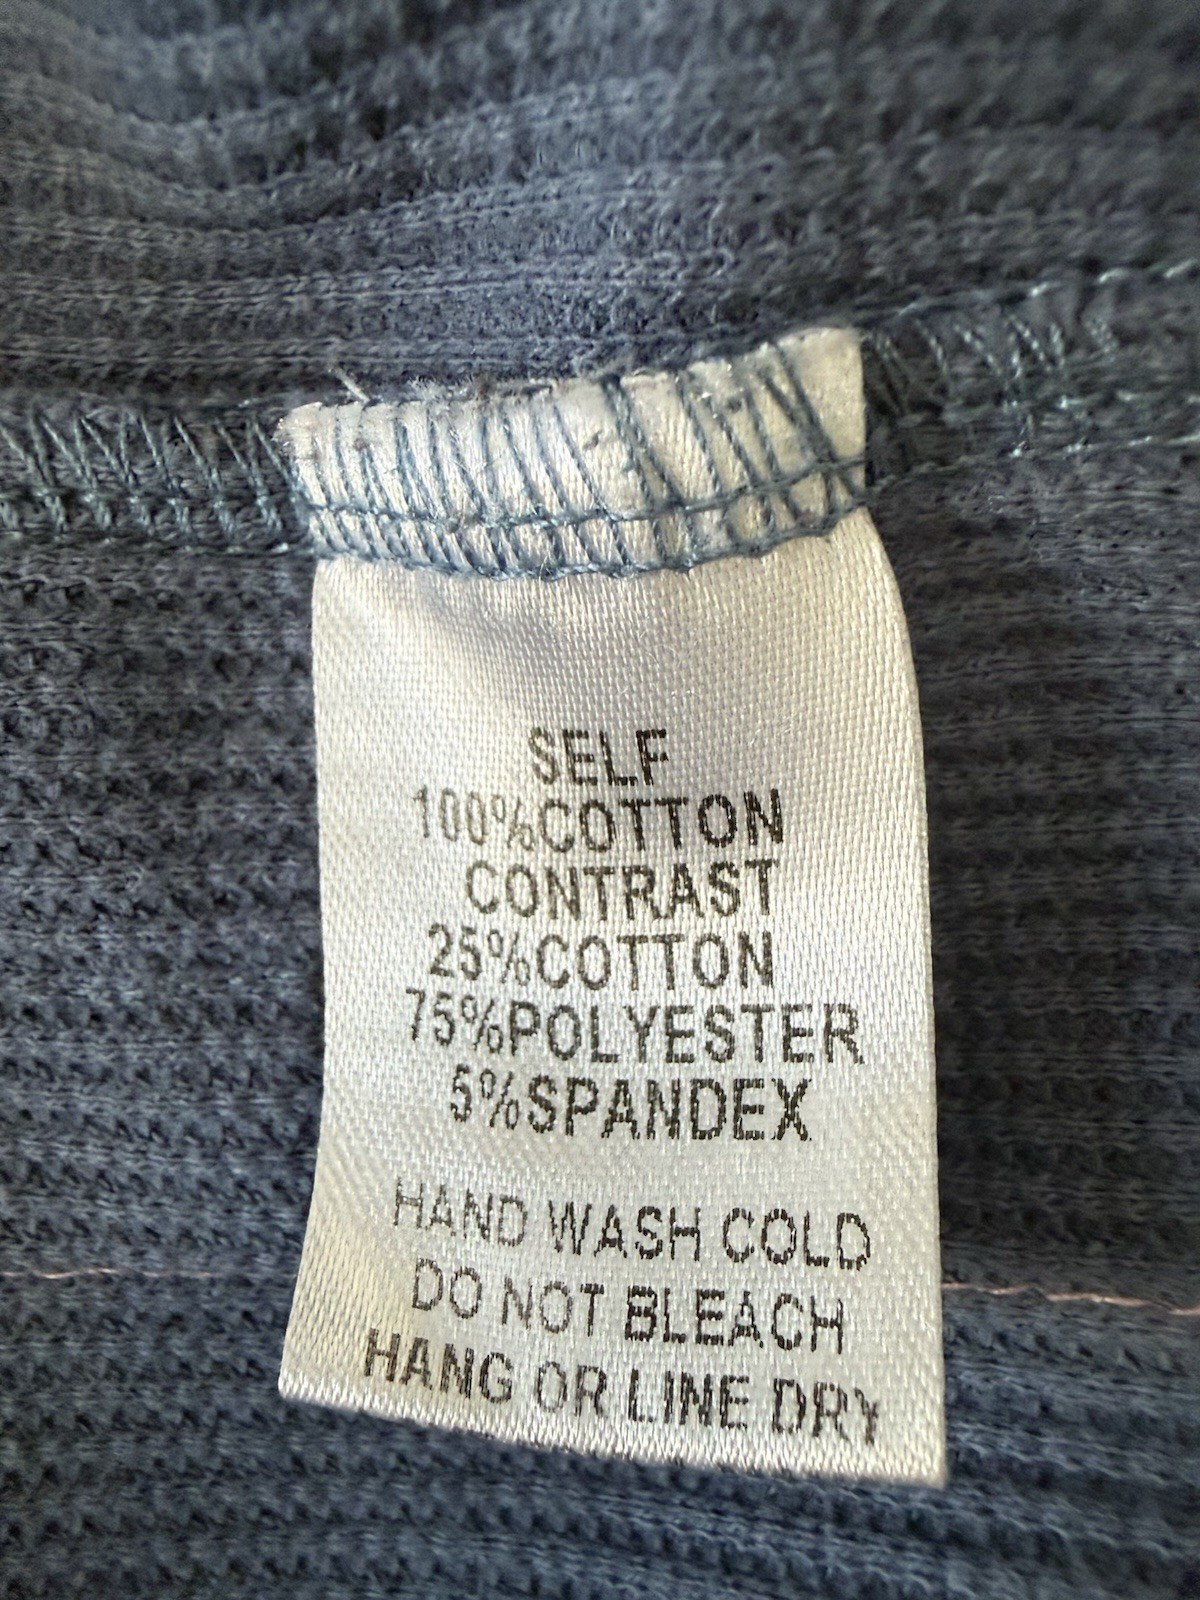 SELF
100%COTTON
CONTRAST
25%COTTON
75%POLYESTER
5%SPANDEX
HAND WASH COLD
DO NOT BLEACH
HANG OR LINE DRY